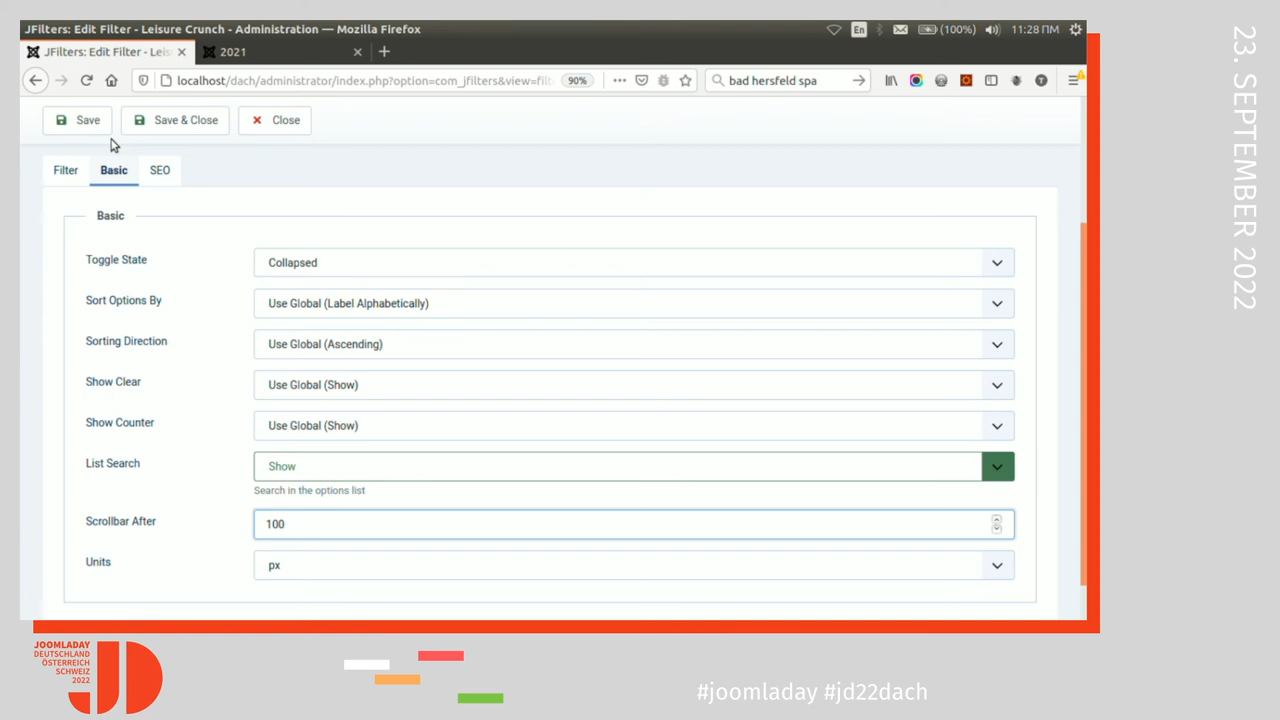 JFilters: Edit Filter - Leisure Crunch - Administration — Mozilla Firefox
En
(100%)
11:28 ΠΜ
JFilters: Edit Filter - Leis
2021
localhost/dach/administrator/index.php?option=com_jfilters&view=filt
90%
bad hersfeld spa
Save
Save & Close
Close
Filter
Basic
SEO
Basic
Toggle State
Collapsed
Sort Options By
Use Global (Label Alphabetically)
Sorting Direction
Use Global (Ascending)
Show Clear
Use Global (Show)
Show Counter
Use Global (Show)
List Search
Show
Search in the options list
Scrollbar After
100
Units
px
23. SEPTEMBER 2022
JOOMLADAY
DEUTSCHLAND
ÖSTERREICH
SCHWEIZ
2022
JD
#joomladay #jd22dach